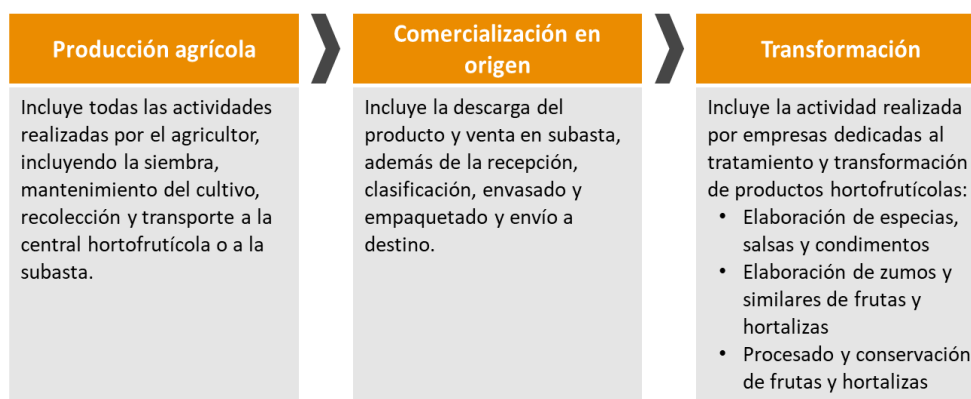 Producción agrícola
Incluye todas las actividades
realizadas por el agricultor,
incluyendo la siembra,
mantenimiento del cultivo,
recolección y transporte a la
central hortofrutícola o a la
subasta.
Comercialización en
origen
Incluye la descarga del
producto y venta en subasta,
además de la recepción,
clasificación, envasado y
empaquetado y envío a
destino.
Transformación
Incluye la actividad realizada
por empresas dedicadas al
tratamiento y transformación
de productos hortofrutícolas:
• Elaboración de especias,
salsas y condimentos
• Elaboración de zumos y
similares de frutas y
hortalizas
• Procesado y conservación
de frutas y hortalizas